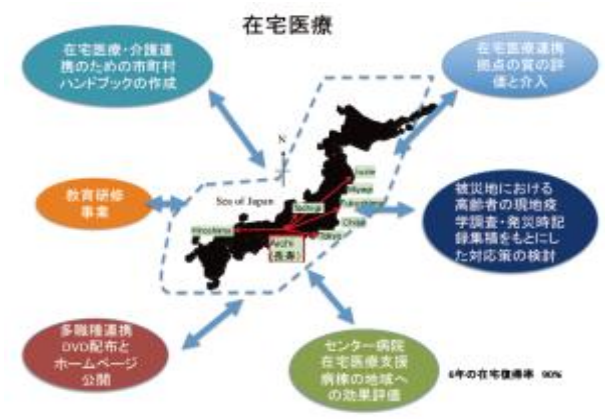 在宅医療
在宅医療・介護連
携のための市町村
ハンドブックの作成
在宅医療連携
拠点の質の評
価と介入
N
Sea of Japan
教育研修
事業
Iwate
Miyagi
Fukushima
Tochigi
Chiba
Tokyo
Hiroshima
Aichi
(長寿)
被災地における
高齢者の現地疫
学調査・発災時記
録集積をもとにし
た対応策の検討
多職種連携
DVD配布と
ホームページ
公開
センター病院
在宅医療支援
病棟の地域へ
の効果評価
6年の在宅復帰率 90%